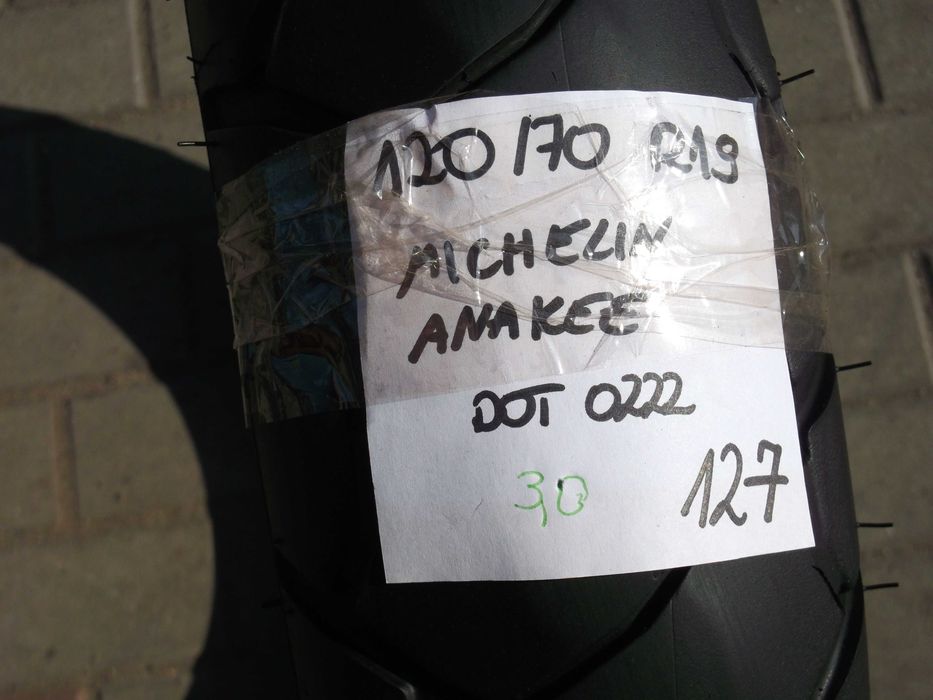 120/70 R19
MICHELIN
ANAKEE
DOT 0222
3,0
127